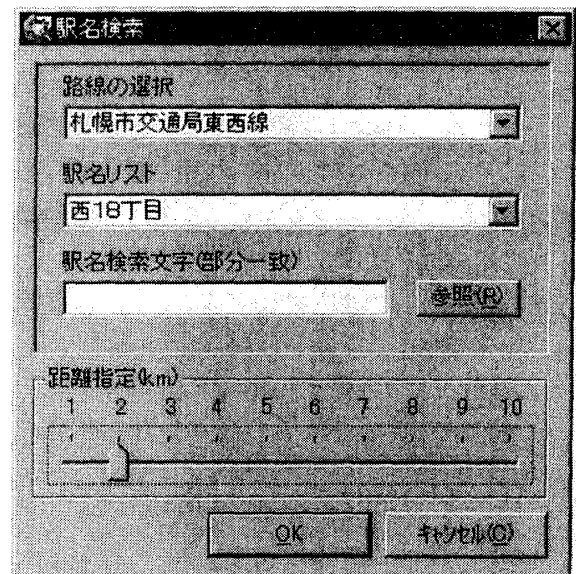 駅名検索
路線の選択
札幌市交通局東西線
駅名リスト
西18丁目
駅名検索文字(部分一致)
参照(R)
距離指定(km)
1 2 3 4 5 6 7 8 9 10
OK
キャンセル(C)